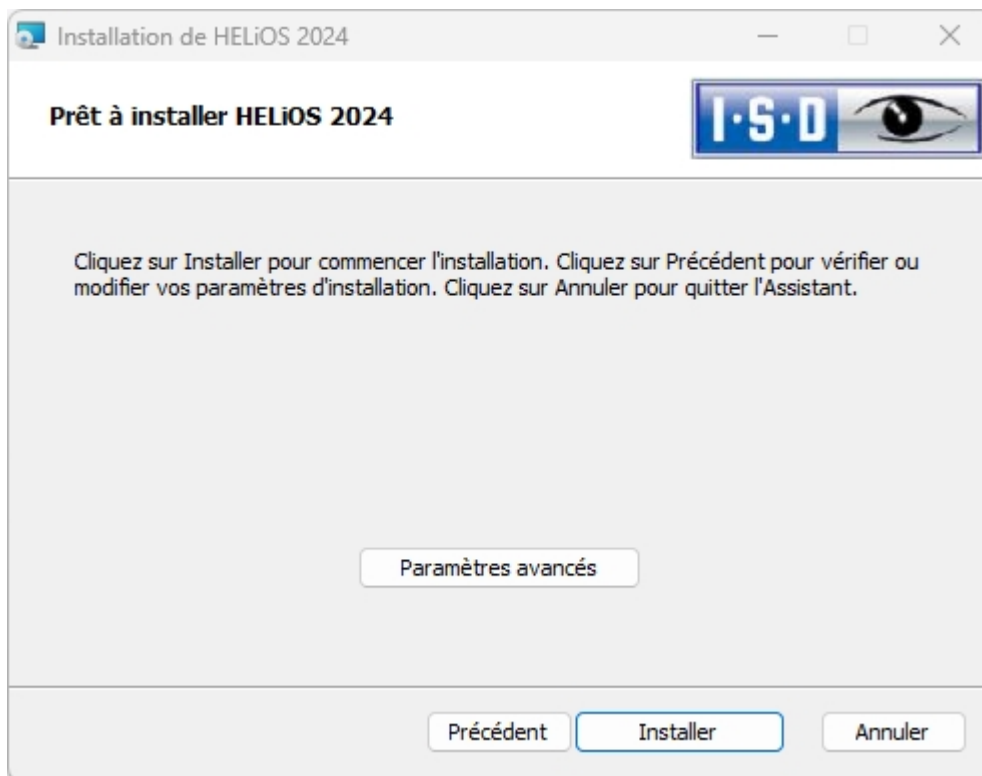 Installation de HELiOS 2024
Prêt à installer HELiOS 2024
I·S·D
Cliquez sur Installer pour commencer l'installation. Cliquez sur Précédent pour vérifier ou
modifier vos paramètres d'installation. Cliquez sur Annuler pour quitter l'Assistant.
Paramètres avancés
Précédent Installer Annuler